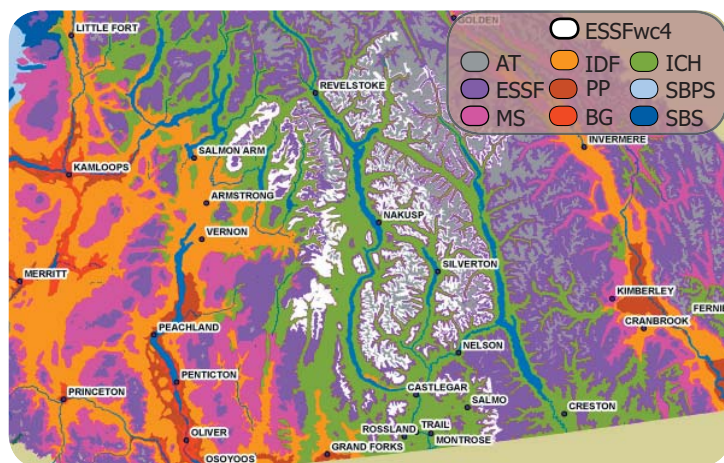 LITTLE FORT
GOLDEN
ESSFwc4
AT
IDF
ICH
ESSF
PP
SBPS
MS
BG
SBS
REVELSTOKE
INVERMERE
SALMON ARM
KAMLOOPS
ARMSTRONG
NAKUSP
VERNON
SILVERTON
MERRITT
KIMBERLEY
FERNIE
CRANBROOK
PEACHLAND
NELSON
PENTICTON
CASTLEGAR
PRINCETON
SALMO
CRESTON
OLIVER
ROSSLAND
TRAIL
MONTROSE
GRAND FORKS
OSOYOOS